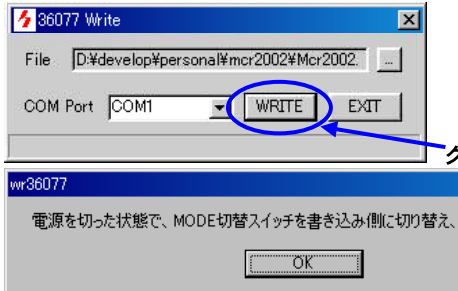 36077 Write
File D:¥develop¥personal¥mcr2002¥Mcr2002. ...
COM Port COM1 WRITE EXIT
wr36077
電源を切った状態で、MODE切替スイッチを書き込み側に切り替え、
OK